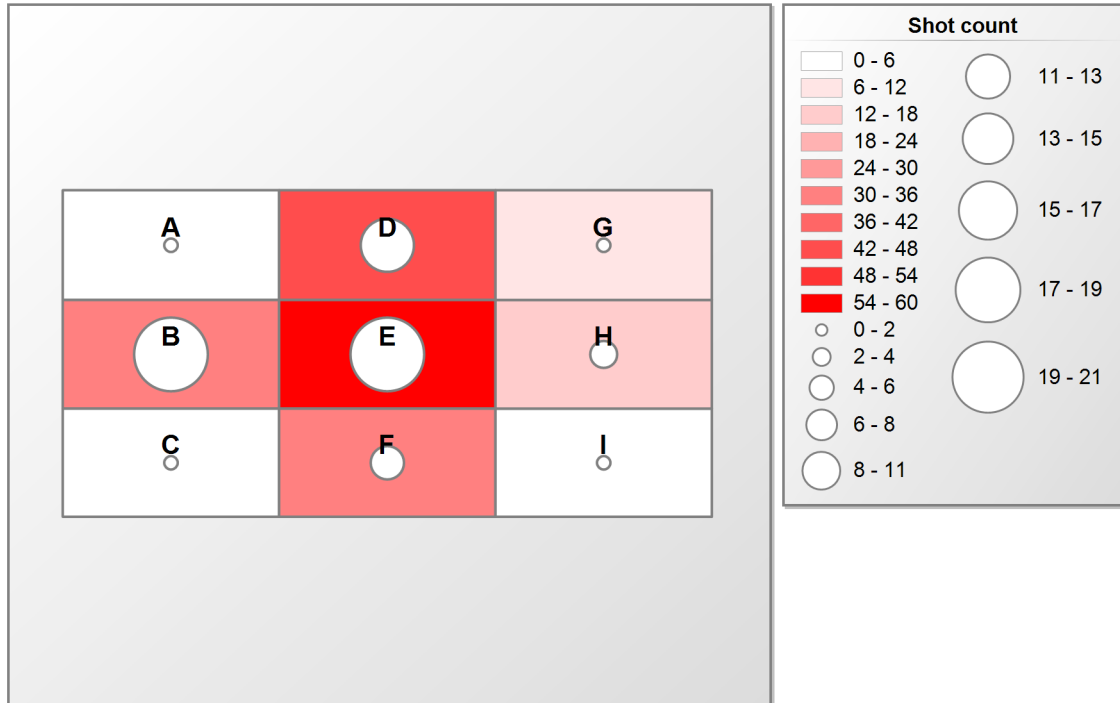 Shot count
0 - 6
6 - 12
12 - 18
18 - 24
24 - 30
30 - 36
36 - 42
42 - 48
48 - 54
54 - 60
0 - 2
2 - 4
4 - 6
6 - 8
8 - 11
11 - 13
13 - 15
15 - 17
17 - 19
19 - 21
A
D
G
B
E
H
C
F
I